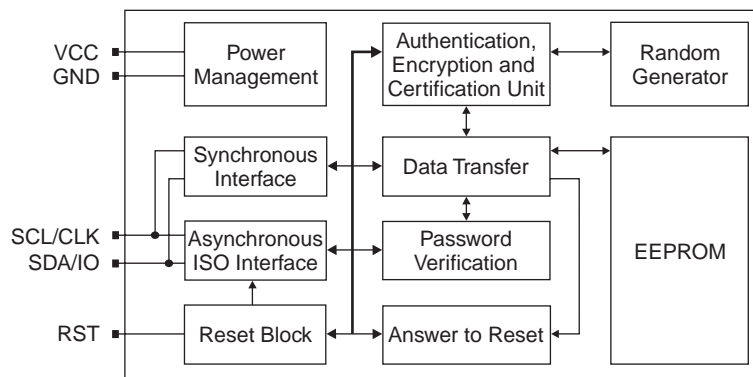 VCC
GND
Power
Management
Authentication,
Encryption and
Certification Unit
Random
Generator
Synchronous
Interface
Data Transfer
SCL/CLK
SDA/IO
Asynchronous
ISO Interface
Password
Verification
EEPROM
RST
Reset Block
Answer to Reset